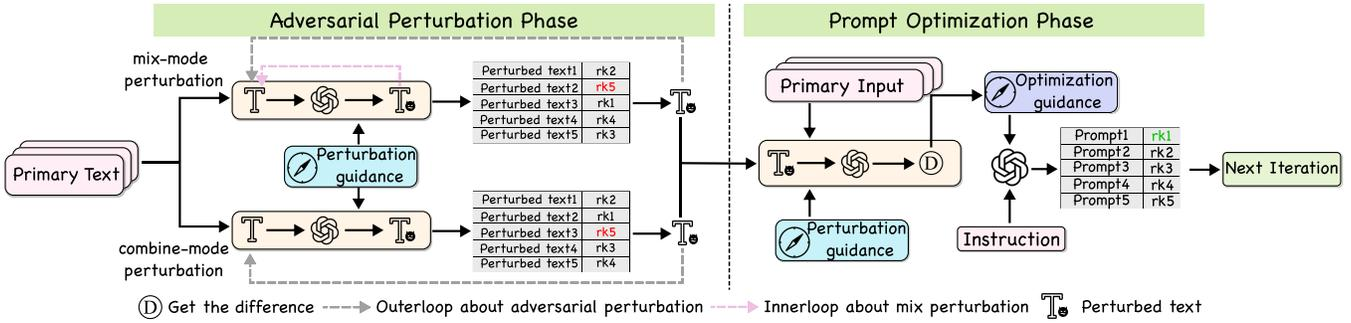 Adversarial Perturbation Phase
Prompt Optimization Phase
mix-mode
perturbation
T
T
Perturbed text1 rk2
Perturbed text2 rk5
Perturbed text3 rk1
Perturbed text4 rk4
Perturbed text5 rk3
T
Primary Text
Perturbation
guidance
combine-mode
perturbation
T
T
Perturbed text1 rk2
Perturbed text2 rk1
Perturbed text3 rk5
Perturbed text4 rk3
Perturbed text5 rk4
T
Primary Input
T
D
Perturbation
guidance
Optimization
guidance
Instruction
Prompt1 rk1
Prompt2 rk2
Prompt3 rk3
Prompt4 rk4
Prompt5 rk5
Next Iteration
D Get the difference
Outerloop about adversarial perturbation
Innerloop about mix perturbation
T Perturbed text